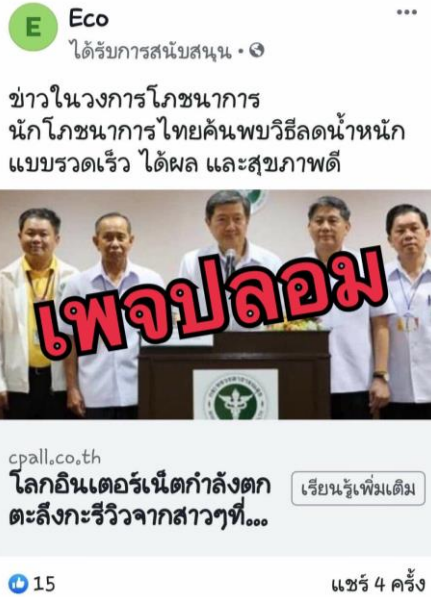 E
Eco
ได้รับการสนับสนุน
ข่าวในวงการโภชนาการ
นักโภชนาการไทยค้นพบวิธีลดน้ำหนัก
แบบรวดเร็ว ได้ผล และสุขภาพดี
เพจปลอม
cpall.co.th
โลกอินเตอร์เน็ตกำลังตก
ตะลึงกะรีวิวจากสาวๆที่...
เรียนรู้เพิ่มเติม
15
แชร์ 4 ครั้ง